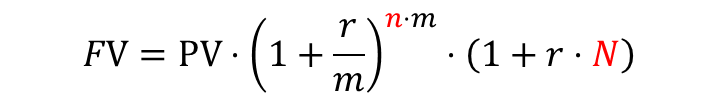 FV = PV · (1 + r/m)^{n·m} · (1 + r · N)